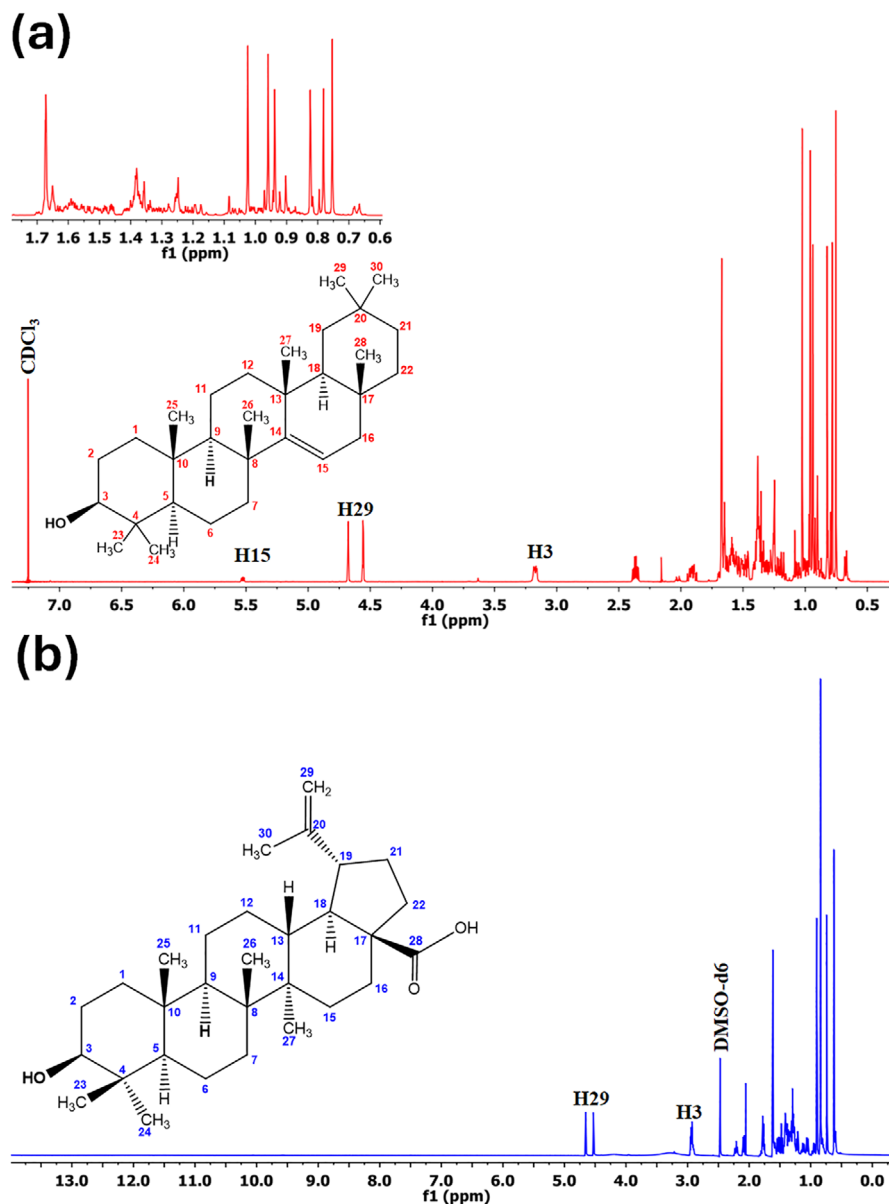 (a)
1.7 1.6 1.5 1.4 1.3 1.2 1.1 1.0 0.9 0.8 0.7 0.6
f1 (ppm)
CDCl3
29
H3C
30
CH3
20
19
21
27
CH3
28
H3C
22
12
18
H
13
17
11
25
CH3
26
CH3
14
16
1
9
15
2
10
H
8
3
5
7
HO
4
H
6
23
H3C
CH3
24
H15
H29
H3
7.0 6.5 6.0 5.5 5.0 4.5 4.0 3.5 3.0 2.5 2.0 1.5 1.0 0.5
f1 (ppm)
(b)
29
CH2
30
H3C
20
19
21
12
H
18
22
11
13
H
17
28
OH
O
25
CH3
26
CH3
14
16
1
9
15
2
10
H
8
CH3
27
3
5
7
HO
4
H
6
23
H3C
CH3
24
H29
H3
DMSO-d6
13.0 12.0 11.0 10.0 9.0 8.0 7.0 6.0 5.0 4.0 3.0 2.0 1.0 0.0
f1 (ppm)